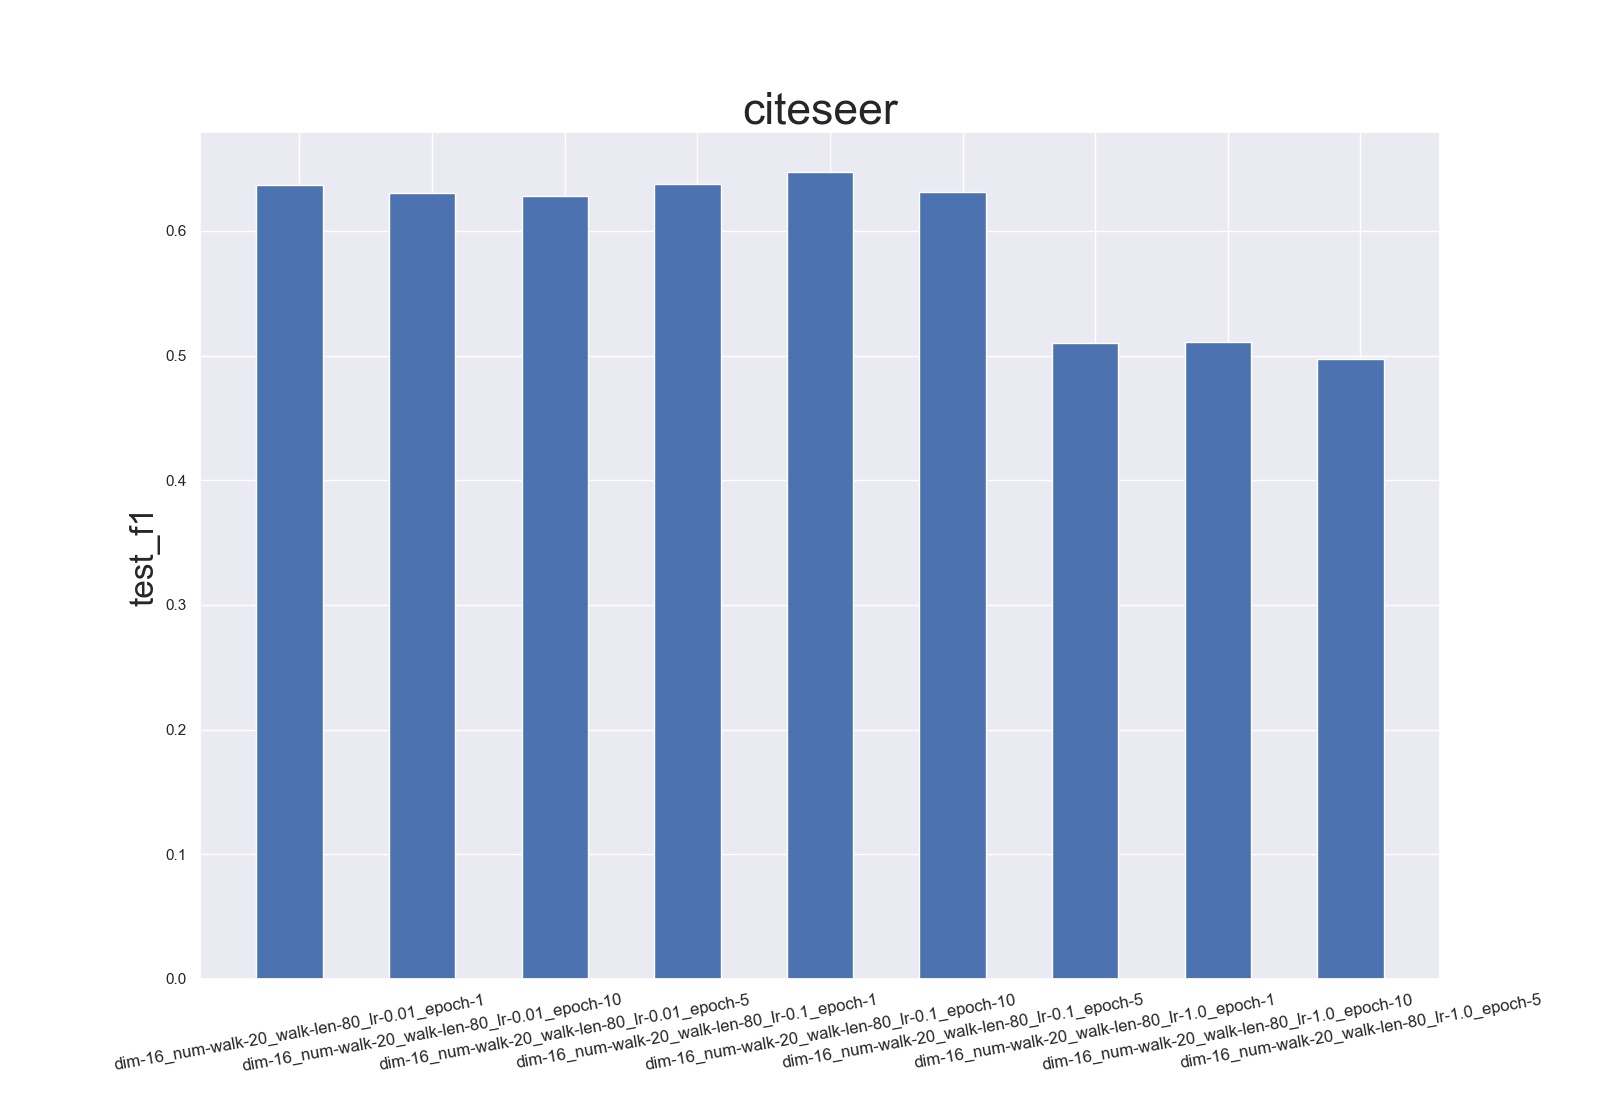 citeseer
test_f1
0.6
0.5
0.4
0.3
0.2
0.1
0.0
dim-16_num-walk-20_walk-len-80_lr-0.01_epoch-1
dim-16_num-walk-20_walk-len-80_lr-0.01_epoch-10
dim-16_num-walk-20_walk-len-80_lr-0.01_epoch-5
dim-16_num-walk-20_walk-len-80_lr-0.1_epoch-1
dim-16_num-walk-20_walk-len-80_lr-0.1_epoch-10
dim-16_num-walk-20_walk-len-80_lr-0.1_epoch-5
dim-16_num-walk-20_walk-len-80_lr-1.0_epoch-1
dim-16_num-walk-20_walk-len-80_lr-1.0_epoch-10
dim-16_num-walk-20_walk-len-80_lr-1.0_epoch-5